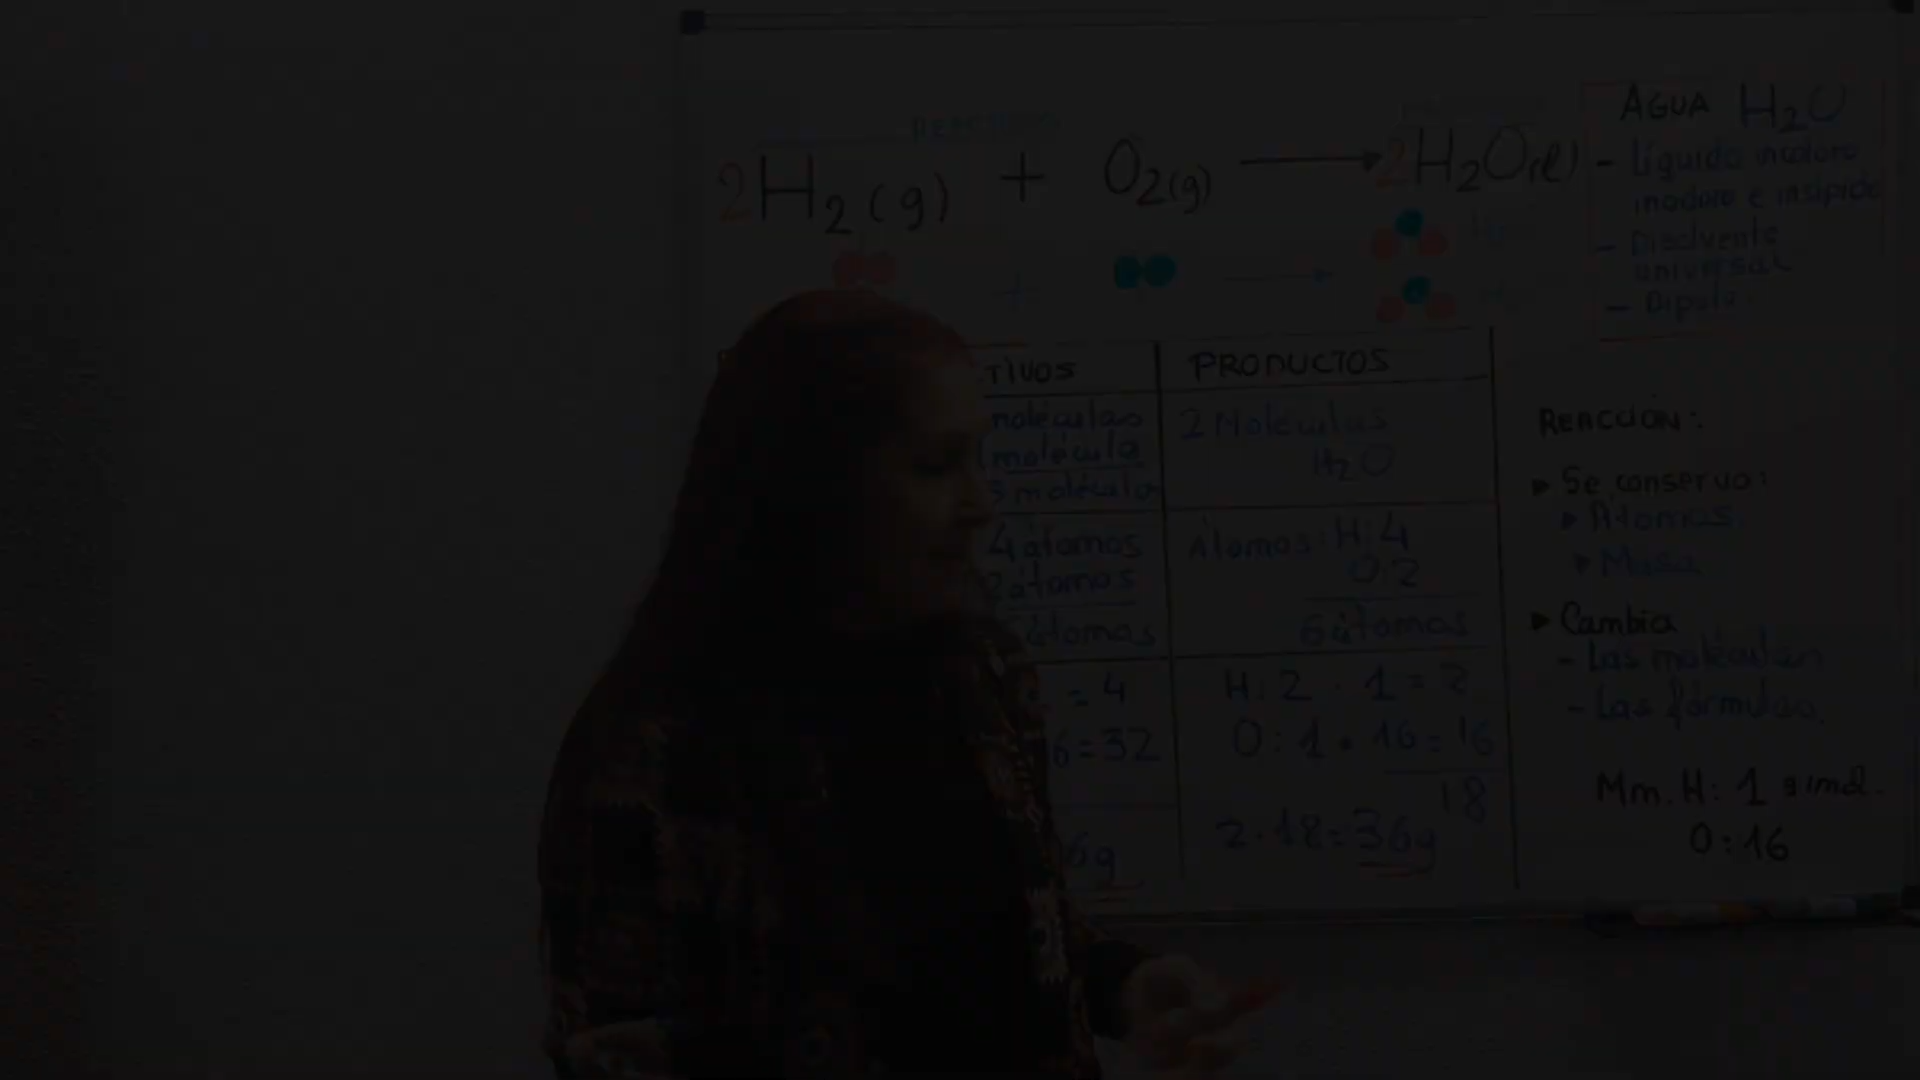 2H₂(g) + O₂(g) → 2H₂O(l)
AGUA H₂O
- Líquido incoloro
inodoro e insípido
- Disolvente
universal
- Dipolo
+
TIVOS
moléculas
1 molécula
3 molécula
4 átomos
2 átomos
átomos
= 4
6 = 32
6g
PRODUCTOS
2 Moléculas
H₂O
Átomos: H: 4
O: 2
6 átomos
H: 2 · 1 = 2
O: 1 · 16 = 16
18
2 · 18 = 36g
REACCIÓN:
▸ Se conserva:
▸ Átomos.
▸ Masa
▸ Cambia
- Las moléculas
- Las fórmulas.
Mm. H: 1 g/mol.
O: 16